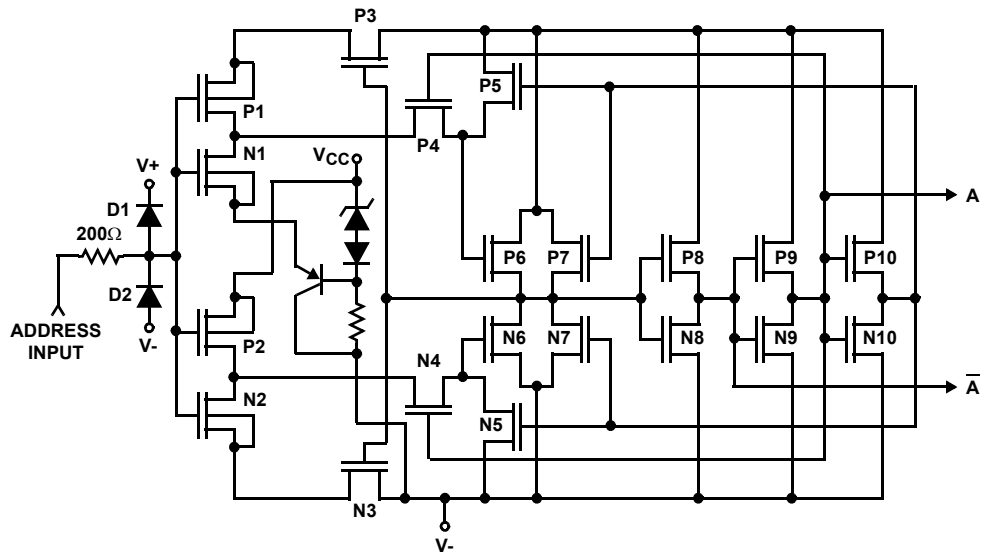 P3
P5
P1
P4
N1
V+
VCC
D1
A
200Ω
P6
P7
P8
P9
P10
D2
ADDRESS
INPUT
V-
P2
N4
N6
N7
N8
N9
N10
A̅
N2
N5
N3
V-